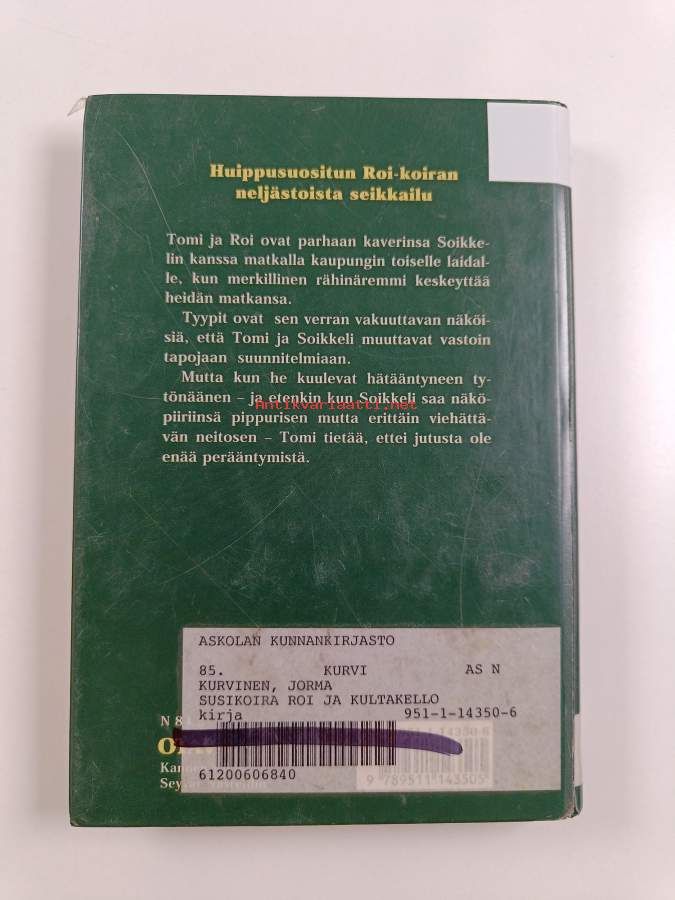 Huippusuositun Roi-koiran
neljästoista seikkailu
Tomi ja Roi ovat parhaan kaverinsa Soikke-
lin kanssa matkalla kaupungin toiselle laidal-
le, kun merkillinen rähinäremmi keskeyttää
heidän matkansa.
Tyypit ovat sen verran vakuuttavan näköi-
siä, että Tomi ja Soikkeli muuttavat vastoin
tapojaan suunnitelmiaan.
Mutta kun he kuulevat hätääntyneen ty-
tönäänen – ja etenkin kun Soikkeli saa näkö-
Antikvariaatti.net
piiriinsä pippurisen mutta erittäin viehättä-
vän neitosen – Tomi tietää, ettei jutusta ole
enää perääntymistä.
ASKOLAN KUNNANKIRJASTO
85. KURVI AS N
KURVINEN, JORMA
SUSIKOIRA ROI JA KULTAKELLO
kirja 951-1-14350-6
61200606840
9 789511 143505